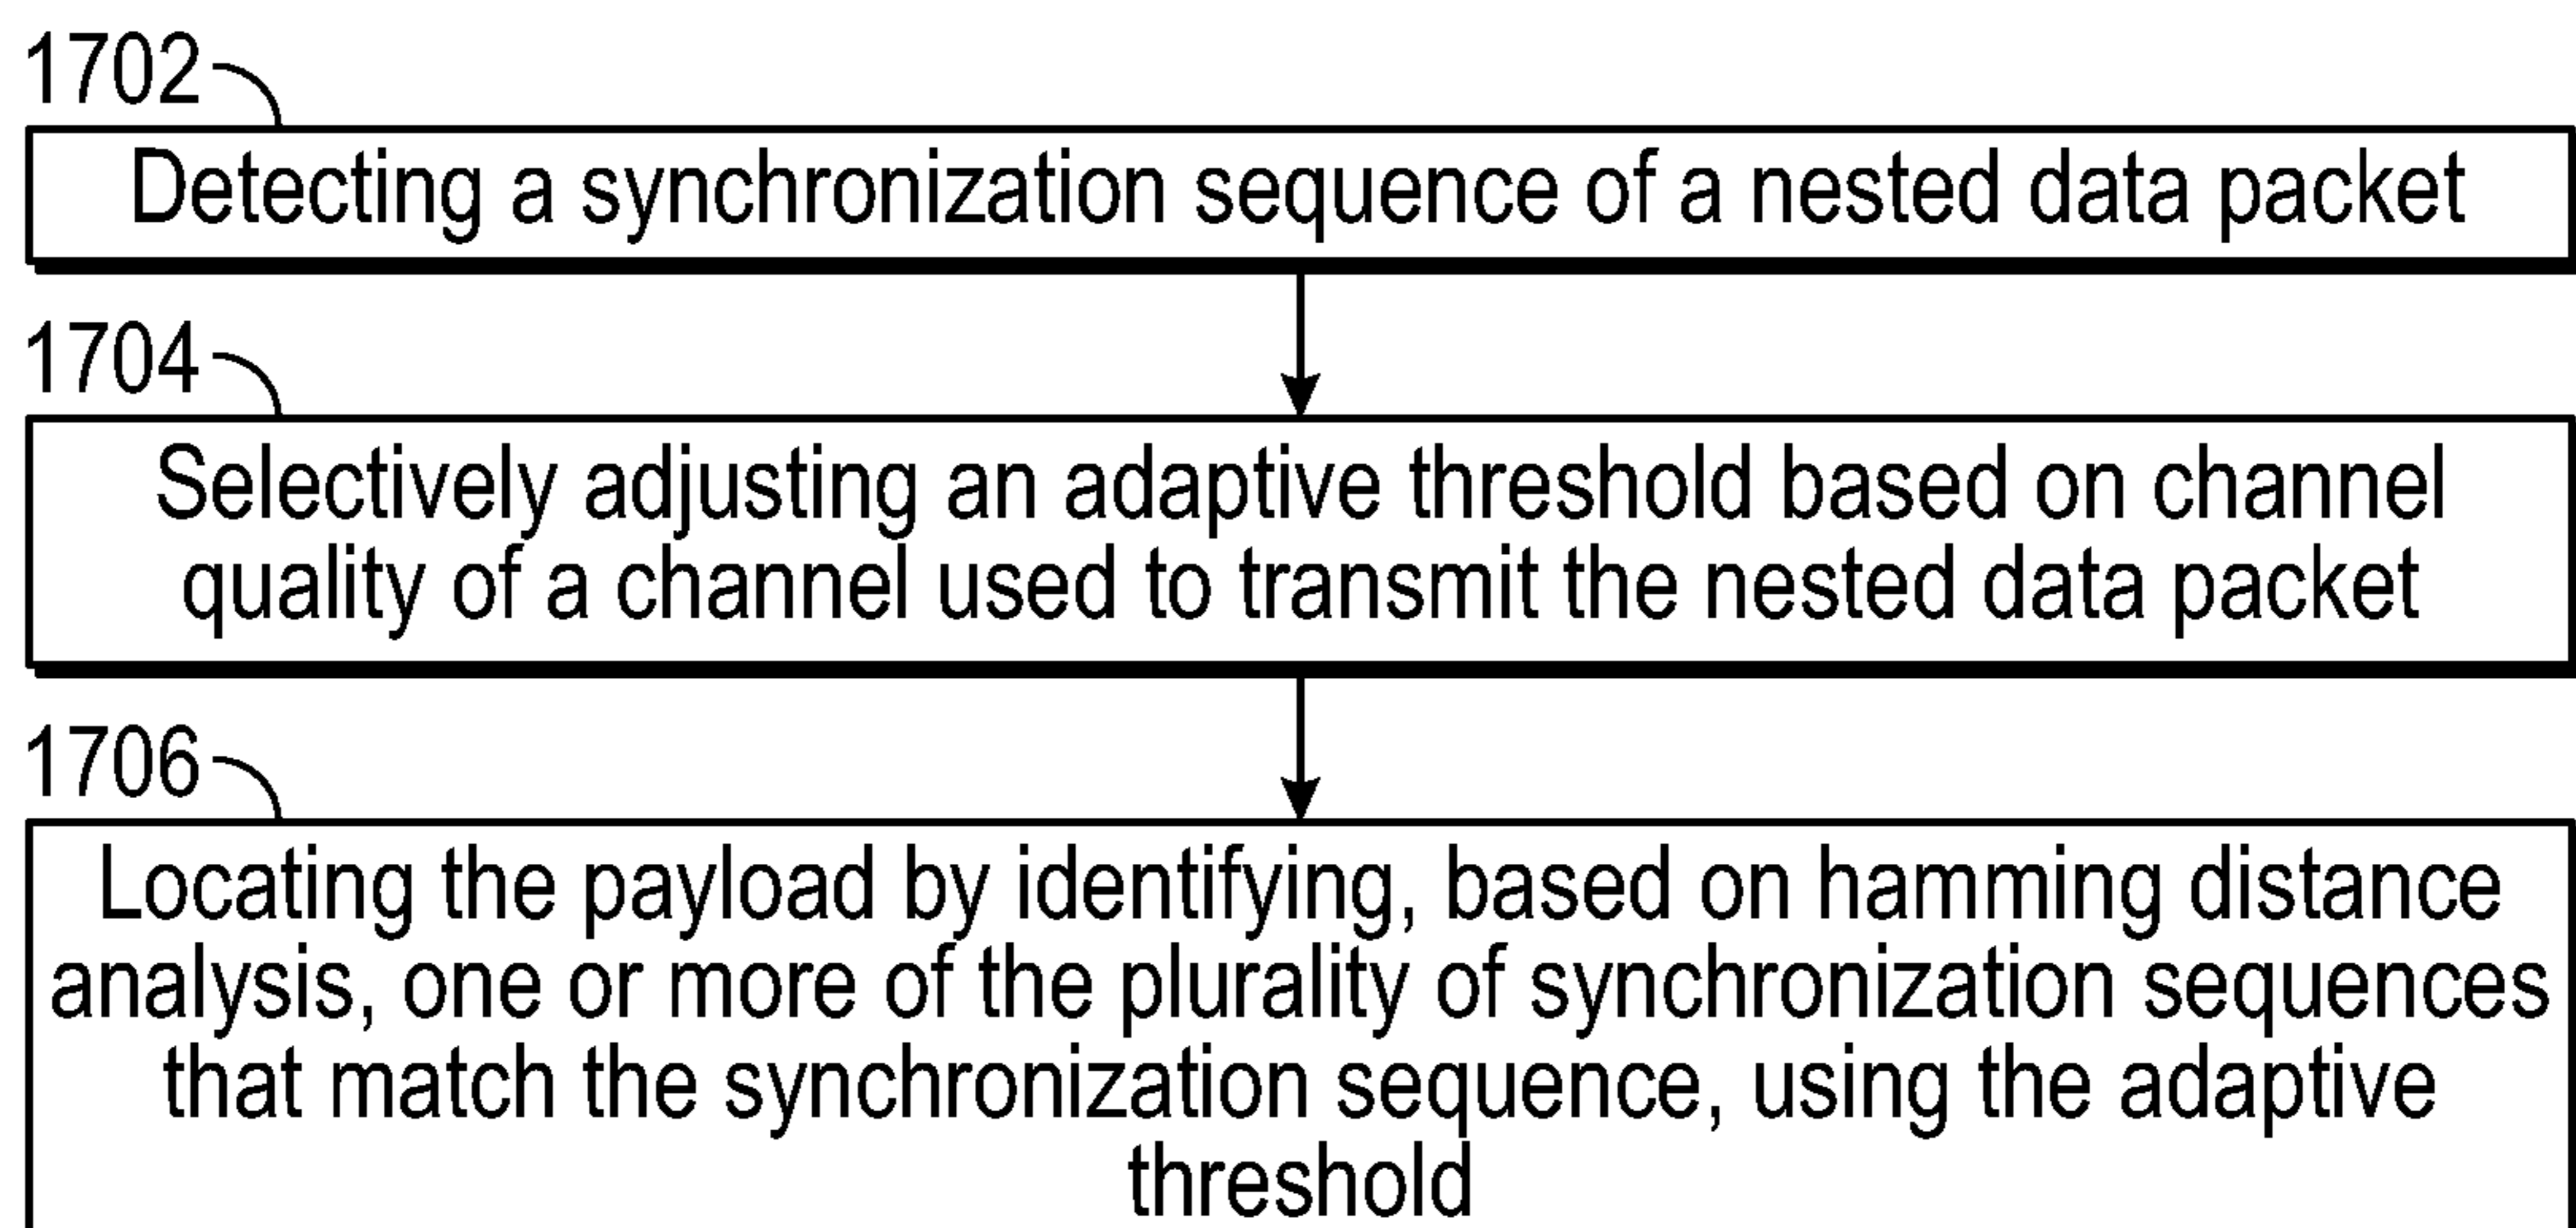 1702
Detecting a synchronization sequence of a nested data packet
1704
Selectively adjusting an adaptive threshold based on channel
quality of a channel used to transmit the nested data packet
1706
Locating the payload by identifying, based on hamming distance
analysis, one or more of the plurality of synchronization sequences
that match the synchronization sequence, using the adaptive
threshold